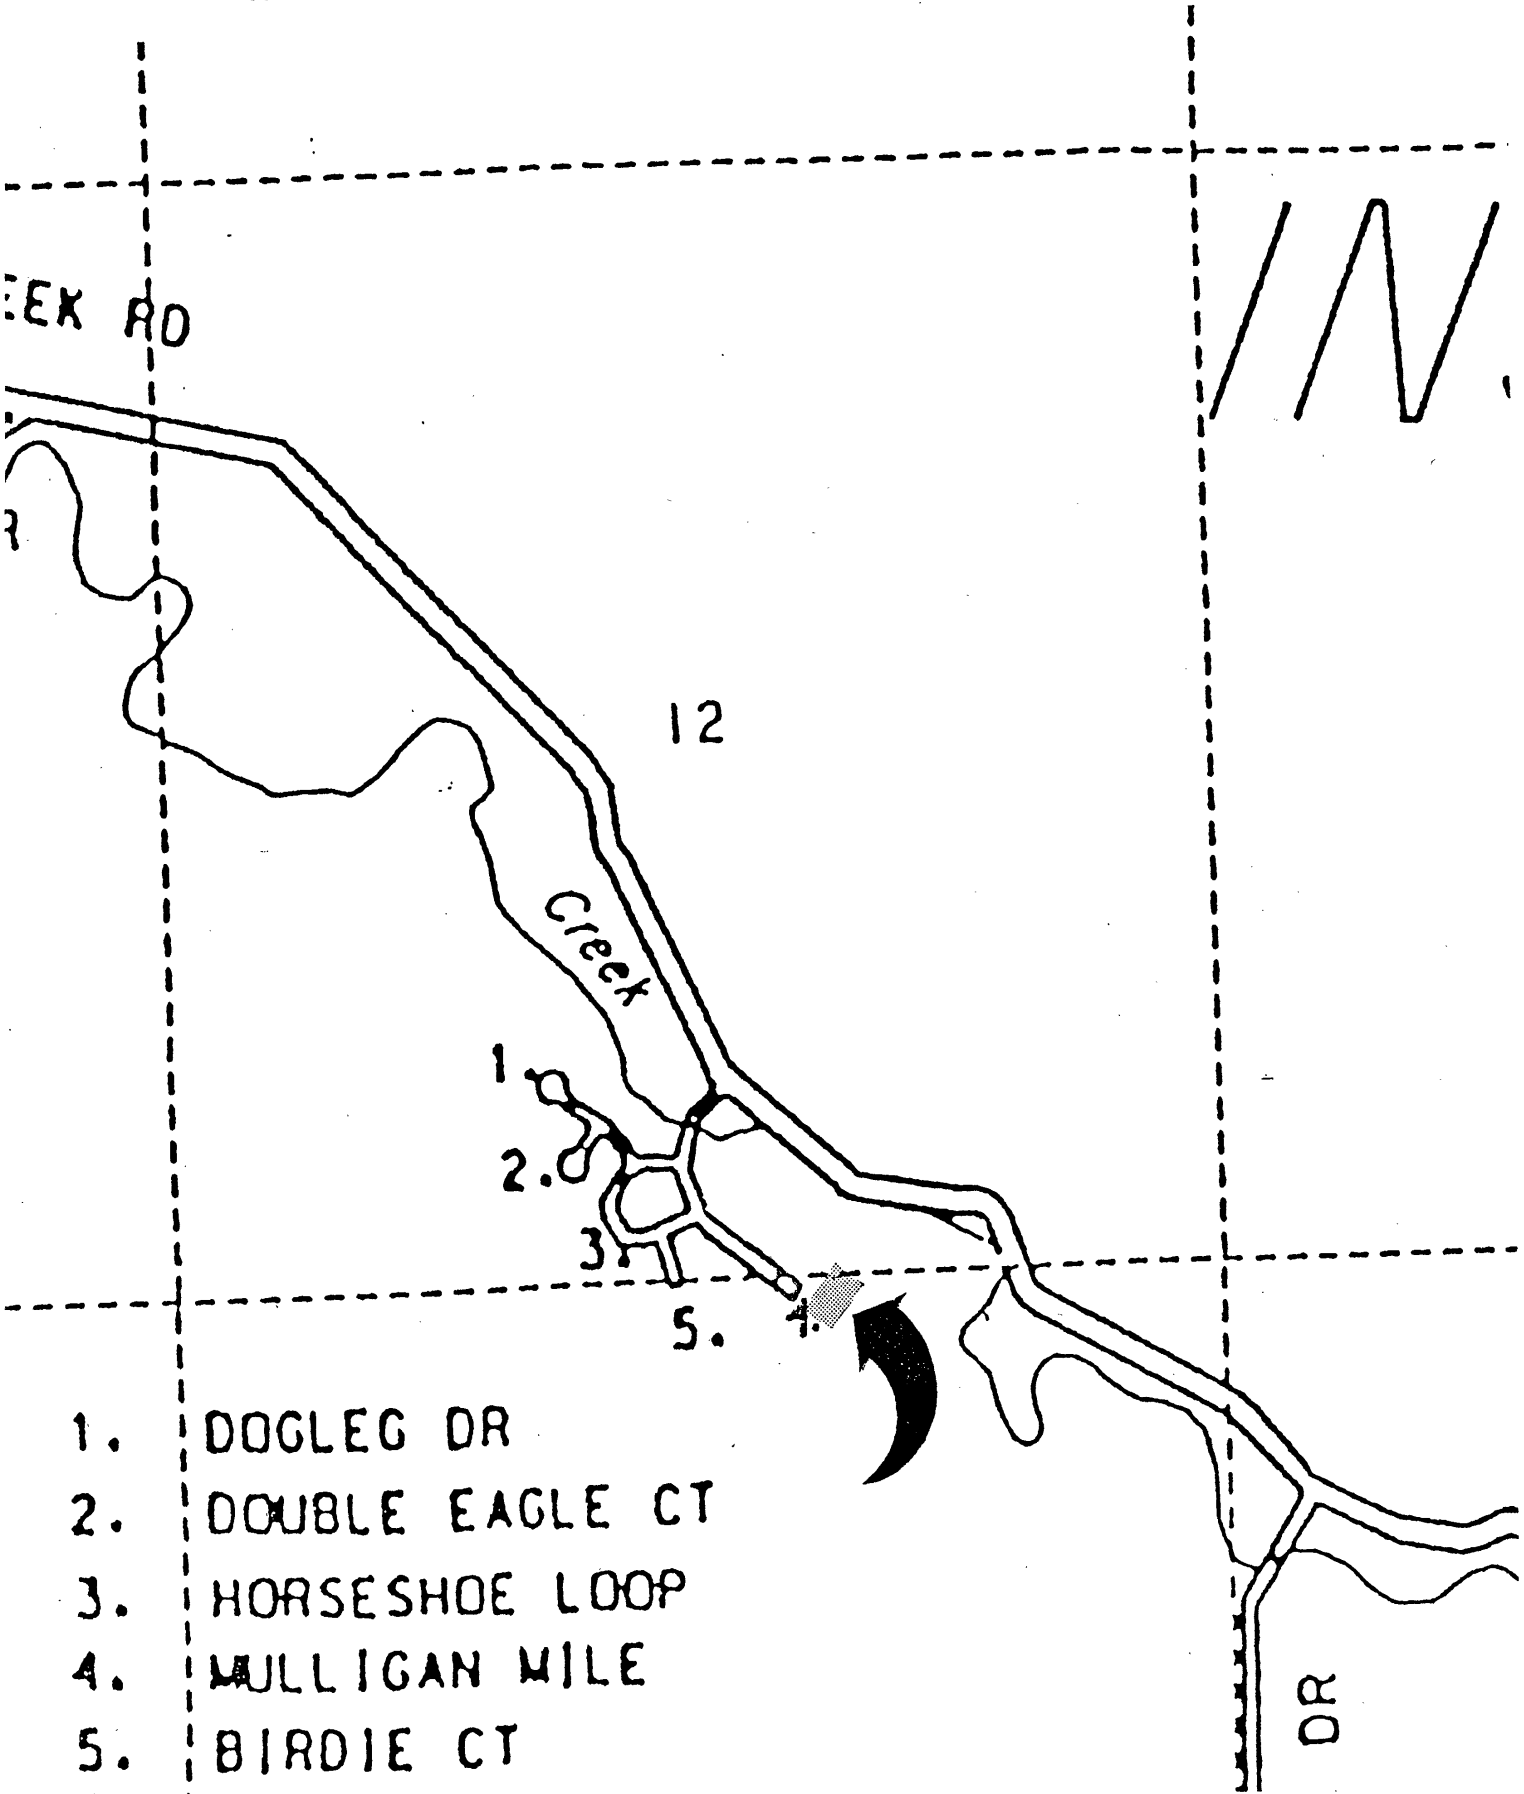 EEK RD
12
Creek
1.
2.
3.
4.
5.
1. DOGLEG DR
2. DOUBLE EAGLE CT
3. HORSESHOE LOOP
4. MULLIGAN MILE
5. BIRDIE CT
DR